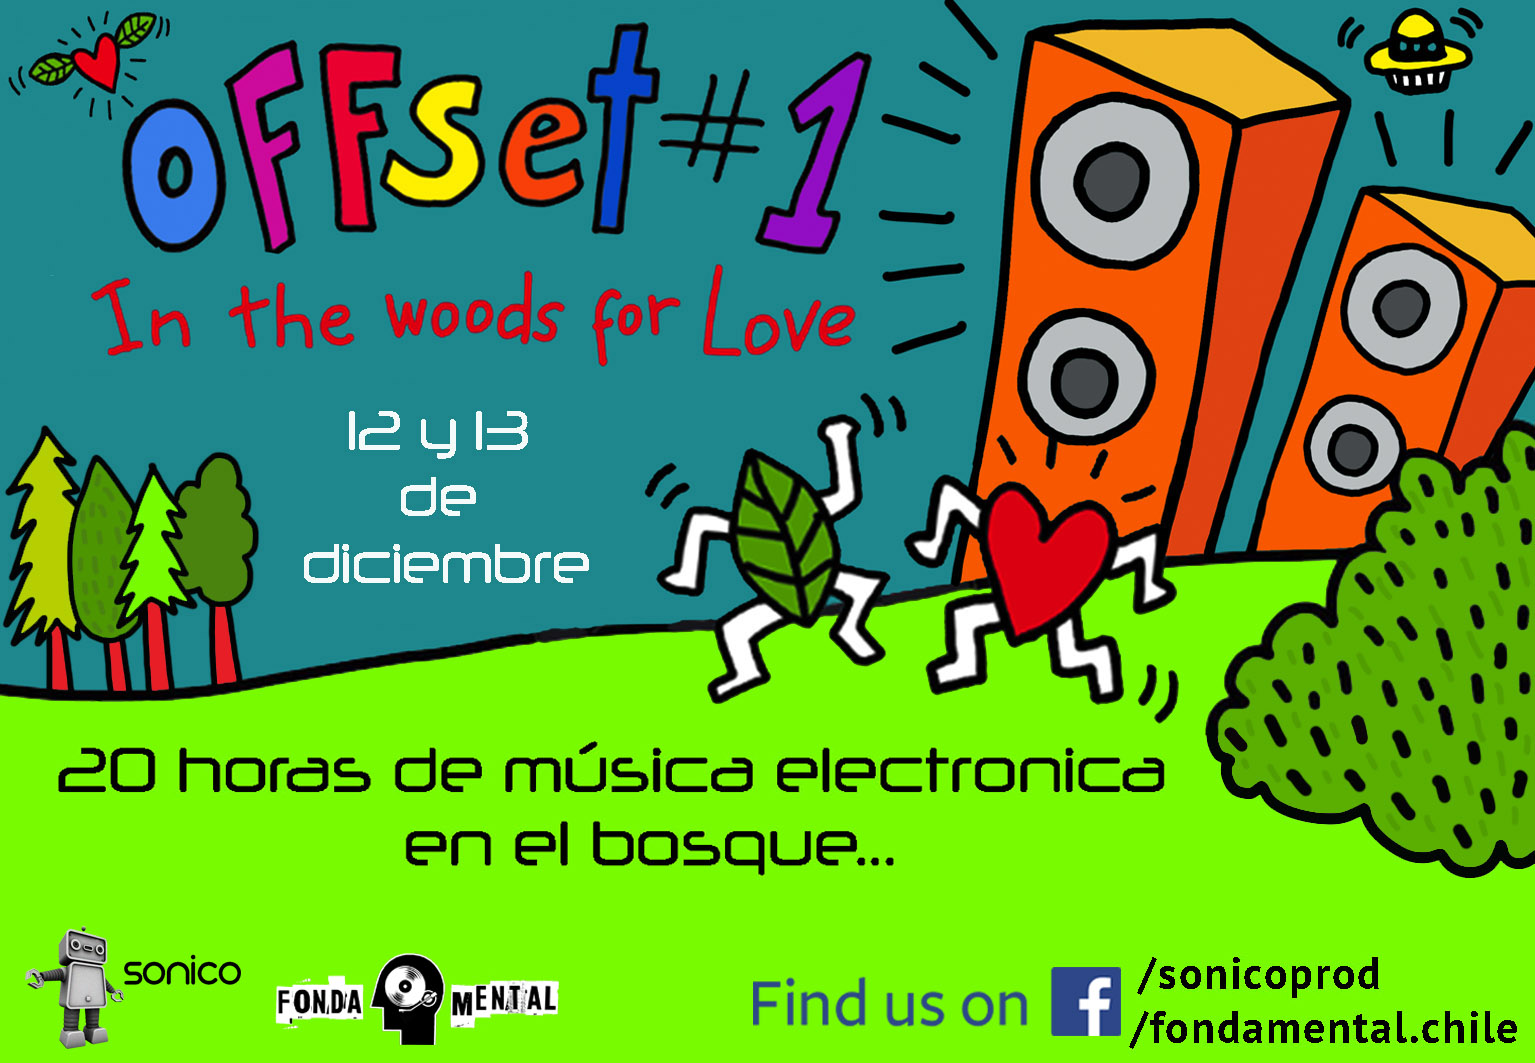 OFFset #1
In the woods for Love
12 y 13
de
diciembre
20 horas de música electronica
en el bosque...
sonico
FONDA MENTAL
Find us on f
/sonicoprod
/fondamental.chile